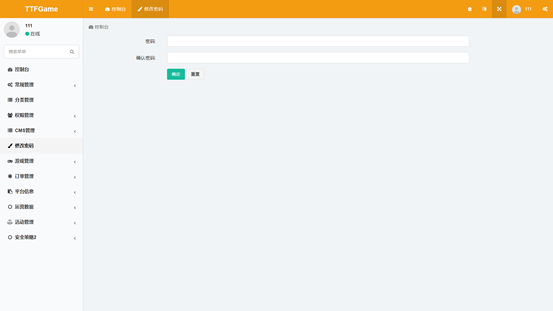 TTFGame
控制台
修改密码
111
111
在线
搜索菜单
控制台
常规管理
分类管理
权限管理
CMS管理
修改密码
游戏管理
订单管理
平台信息
运营数据
活动管理
安全策略2
控制台
密码:
确认密码:
确定
重置